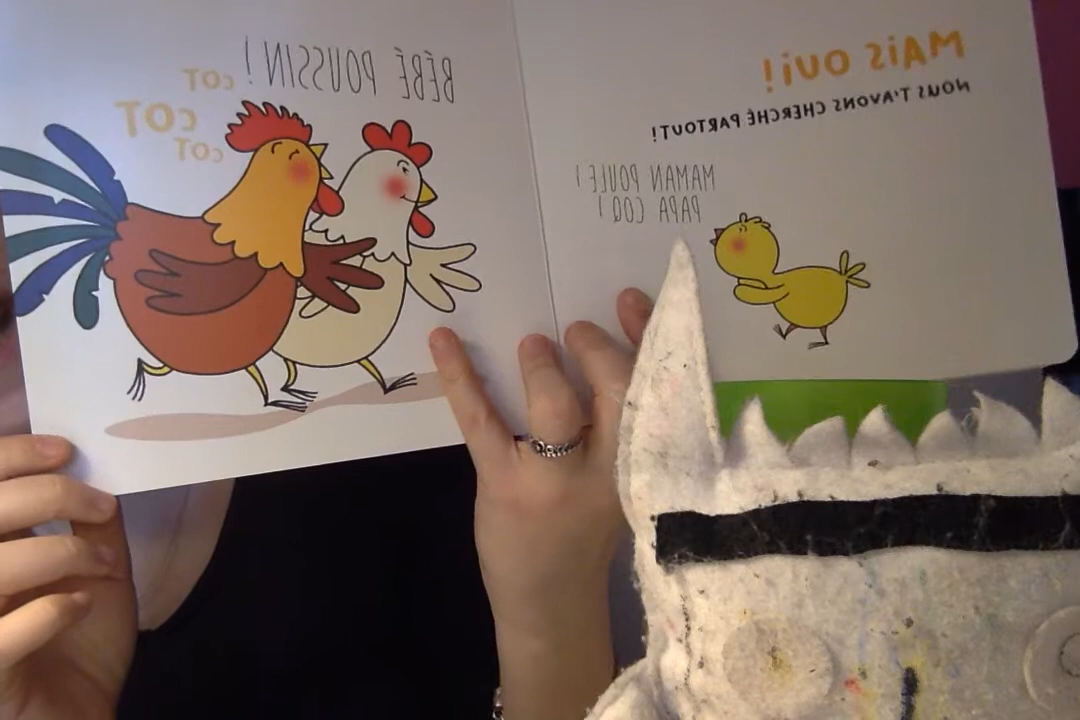 MAIS OUI!
NOUS T'AVONS CHERCHÉ PARTOUT!
MAMAN POULE !
PAPA COQ !
BÉBÉ POUSSIN !
COT
COT
COT